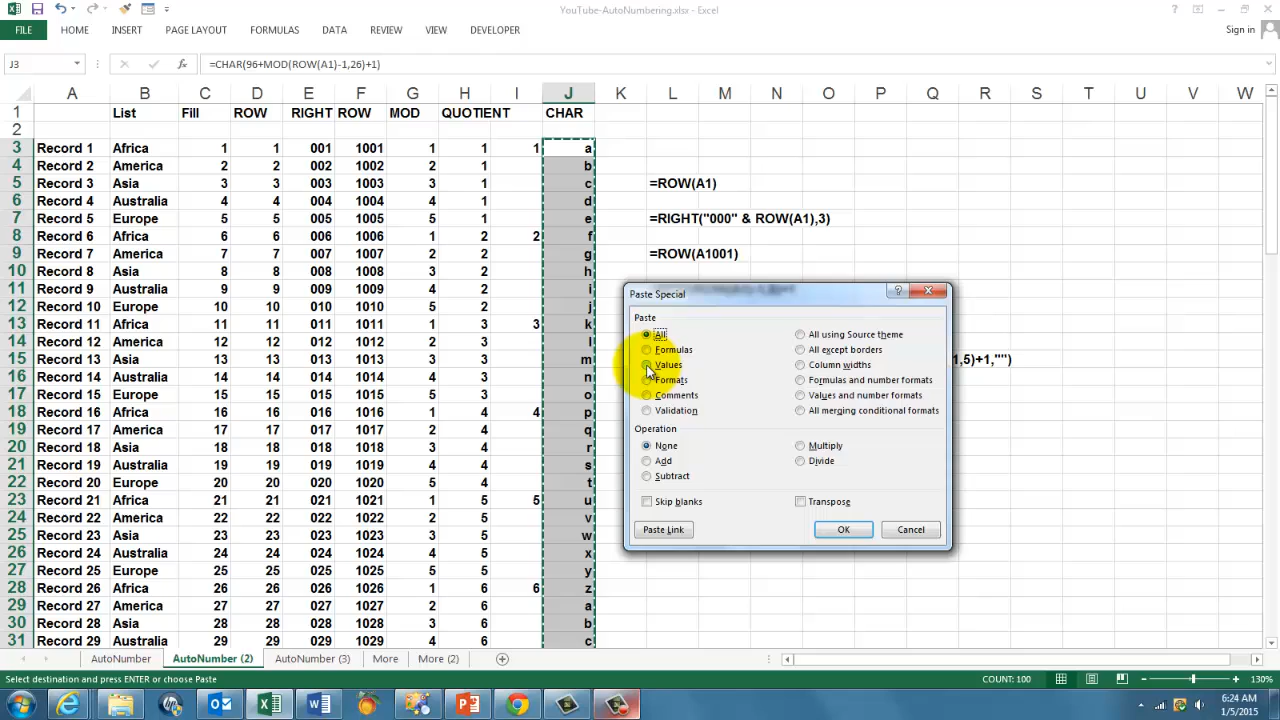 YouTube-AutoNumbering.xlsx - Excel
FILE HOME INSERT PAGE LAYOUT FORMULAS DATA REVIEW VIEW DEVELOPER Sign in
J3 fx =CHAR(96+MOD(ROW(A1)-1,26)+1)
A B C D E F G H I J K L M N O P Q R S T U V W
1 List Fill ROW RIGHT ROW MOD QUOTIENT CHAR
2
3 Record 1 Africa 1 1 001 1001 1 1 1 a
4 Record 2 America 2 2 002 1002 2 1 b
5 Record 3 Asia 3 3 003 1003 3 1 c =ROW(A1)
6 Record 4 Australia 4 4 004 1004 4 1 d
7 Record 5 Europe 5 5 005 1005 5 1 e =RIGHT("000" & ROW(A1),3)
8 Record 6 Africa 6 6 006 1006 1 2 2 f
9 Record 7 America 7 7 007 1007 2 2 g =ROW(A1001)
10 Record 8 Asia 8 8 008 1008 3 2 h
11 Record 9 Australia 9 9 009 1009 4 2 i
12 Record 10 Europe 10 10 010 1010 5 2 j
13 Record 11 Africa 11 11 011 1011 1 3 3 k
14 Record 12 America 12 12 012 1012 2 3 l
15 Record 13 Asia 13 13 013 1013 3 3 m 1,5)+1,"")
16 Record 14 Australia 14 14 014 1014 4 3 n
17 Record 15 Europe 15 15 015 1015 5 3 o
18 Record 16 Africa 16 16 016 1016 1 4 4 p
19 Record 17 America 17 17 017 1017 2 4 q
20 Record 18 Asia 18 18 018 1018 3 4 r
21 Record 19 Australia 19 19 019 1019 4 4 s
22 Record 20 Europe 20 20 020 1020 5 4 t
23 Record 21 Africa 21 21 021 1021 1 5 5 u
24 Record 22 America 22 22 022 1022 2 5 v
25 Record 23 Asia 23 23 023 1023 3 5 w
26 Record 24 Australia 24 24 024 1024 4 5 x
27 Record 25 Europe 25 25 025 1025 5 5 y
28 Record 26 Africa 26 26 026 1026 1 6 6 z
29 Record 27 America 27 27 027 1027 2 6 a
30 Record 28 Asia 28 28 028 1028 3 6 b
31 Record 29 Australia 29 29 029 1029 4 6 c
Paste Special
Paste
All All using Source theme
Formulas All except borders
Values Column widths
Formats Formulas and number formats
Comments Values and number formats
Validation All merging conditional formats
Operation
None Multiply
Add Divide
Subtract
Skip blanks Transpose
Paste Link OK Cancel
AutoNumber AutoNumber (2) AutoNumber (3) More More (2)
Select destination and press ENTER or choose Paste COUNT: 100 130%
6:24 AM
1/5/2015